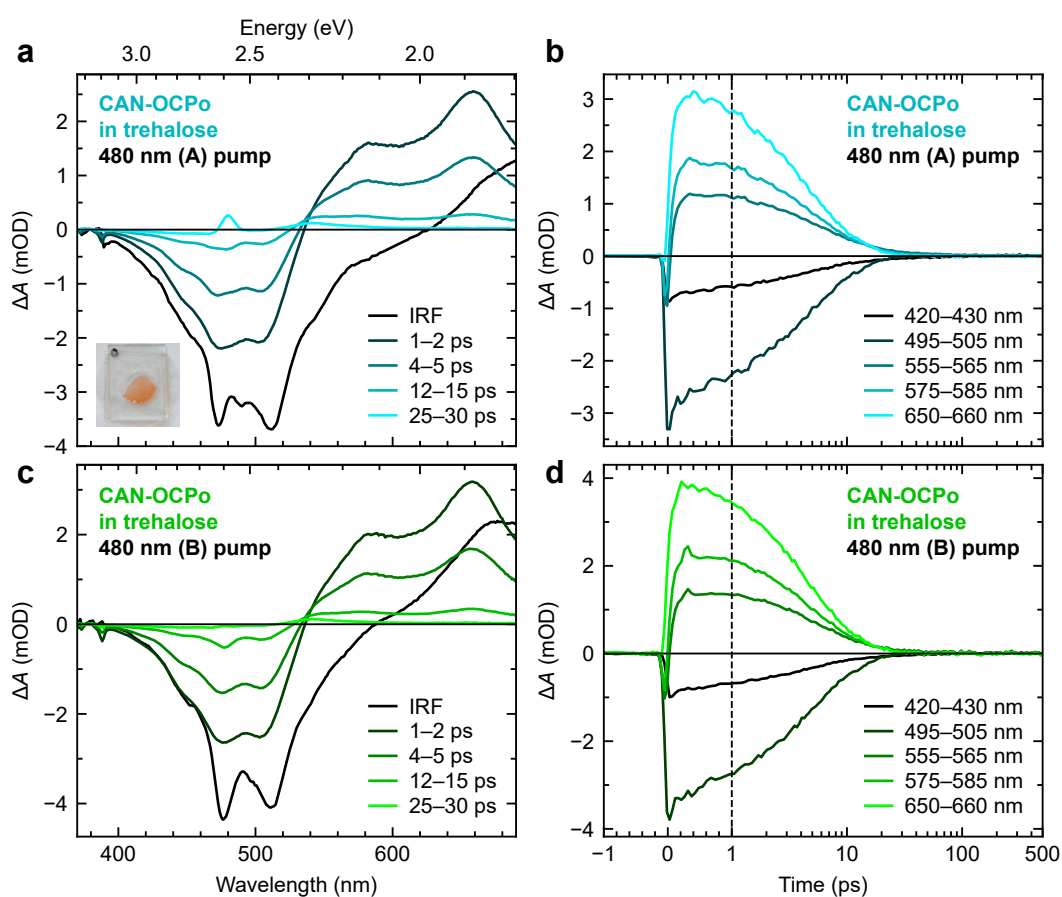 Energy (eV)
3.0 2.5 2.0
a
CAN-OCPo
in trehalose
480 nm (A) pump
ΔA (mOD)
2
1
0
−1
−2
−3
−4
IRF
1–2 ps
4–5 ps
12–15 ps
25–30 ps
b
CAN-OCPo
in trehalose
480 nm (A) pump
ΔA (mOD)
3
2
1
0
−1
−2
−3
420–430 nm
495–505 nm
555–565 nm
575–585 nm
650–660 nm
c
CAN-OCPo
in trehalose
480 nm (B) pump
ΔA (mOD)
2
0
−2
−4
IRF
1–2 ps
4–5 ps
12–15 ps
25–30 ps
400 500 600
Wavelength (nm)
d
CAN-OCPo
in trehalose
480 nm (B) pump
ΔA (mOD)
4
2
0
−2
−4
420–430 nm
495–505 nm
555–565 nm
575–585 nm
650–660 nm
−1 0 1 10 100 500
Time (ps)